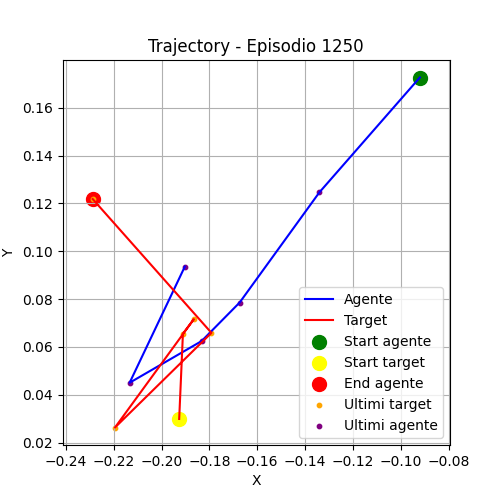 Trajectory - Episodio 1250
Y
0.16
0.14
0.12
0.10
0.08
0.06
0.04
0.02
Agente
Target
Start agente
Start target
End agente
Ultimi target
Ultimi agente
−0.24 −0.22 −0.20 −0.18 −0.16 −0.14 −0.12 −0.10 −0.08
X